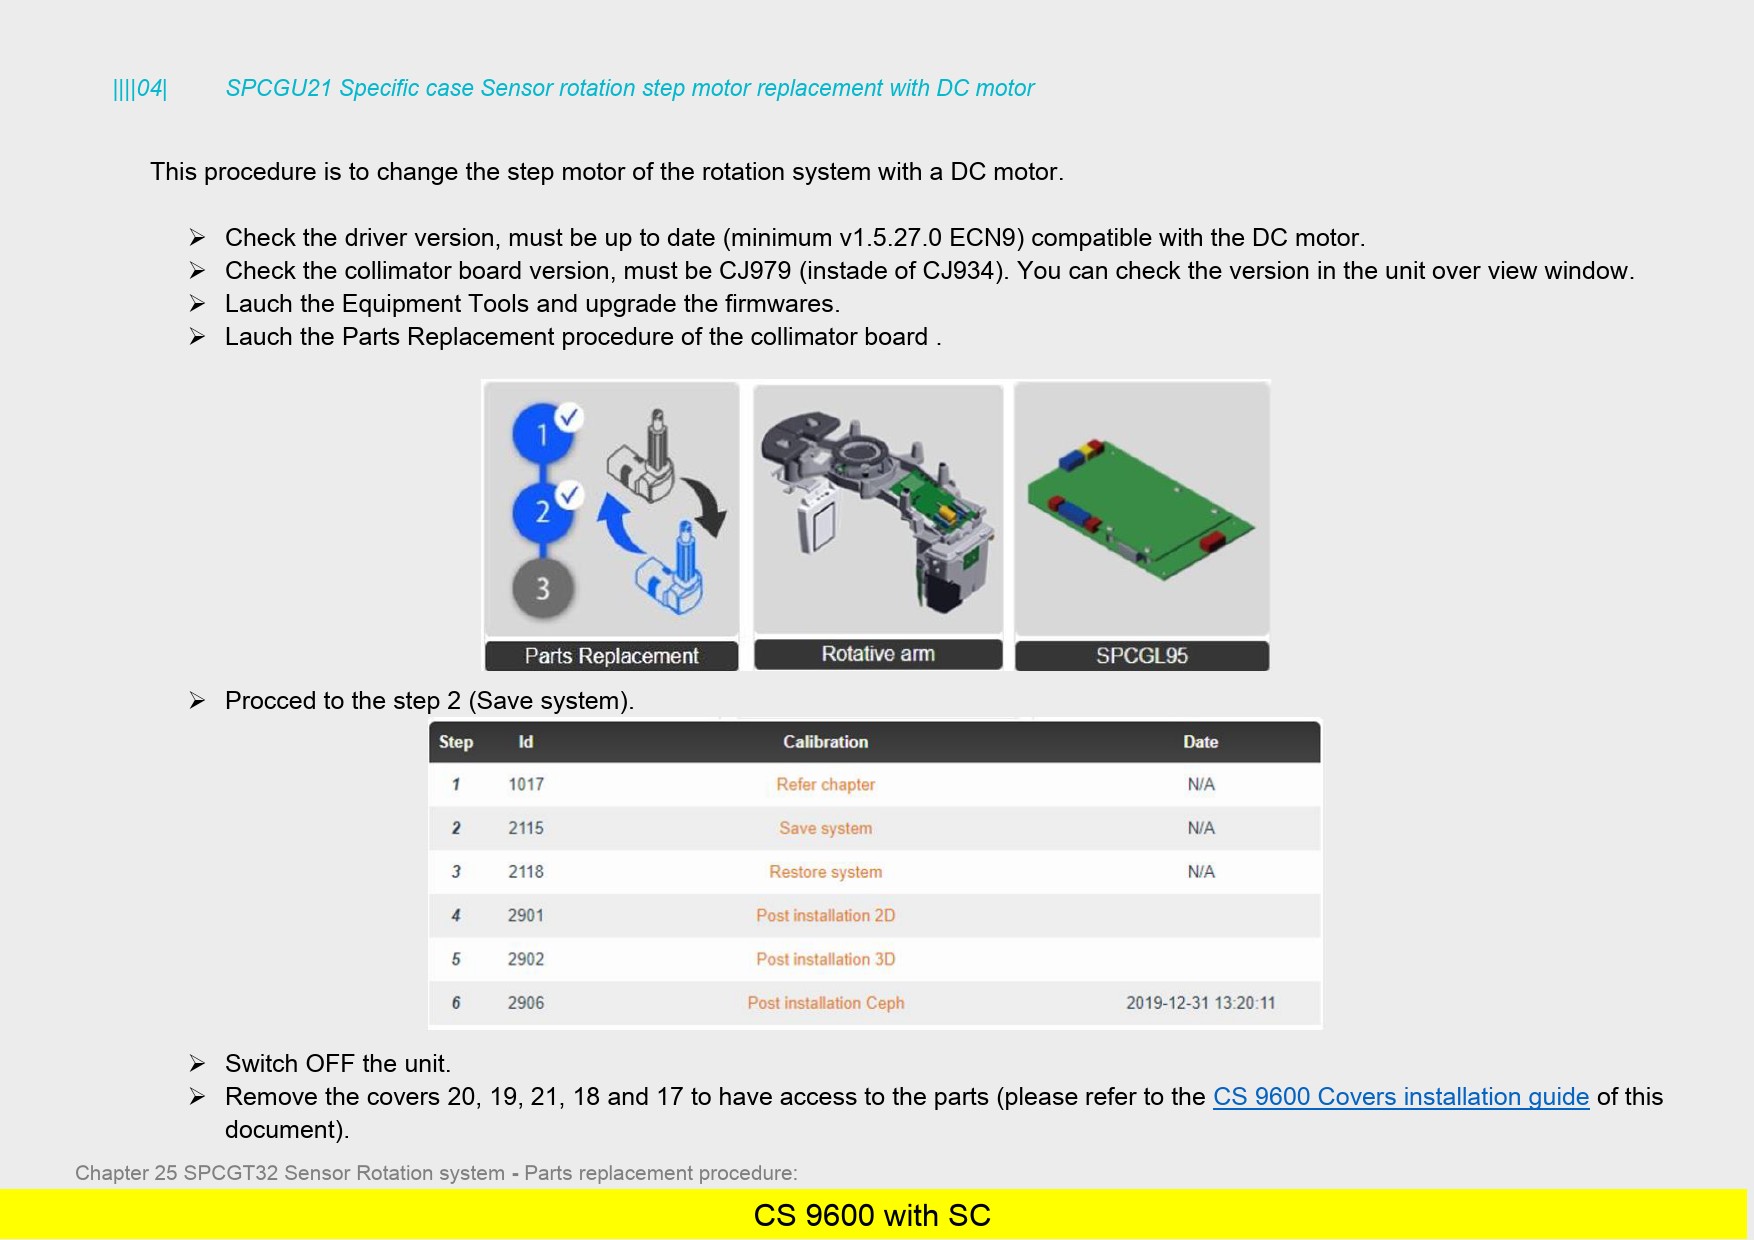 ||||04| SPCGU21 Specific case Sensor rotation step motor replacement with DC motor
This procedure is to change the step motor of the rotation system with a DC motor.
➢ Check the driver version, must be up to date (minimum v1.5.27.0 ECN9) compatible with the DC motor.
➢ Check the collimator board version, must be CJ979 (instade of CJ934). You can check the version in the unit over view window.
➢ Lauch the Equipment Tools and upgrade the firmwares.
➢ Lauch the Parts Replacement procedure of the collimator board .
1
2
3
Parts Replacement Rotative arm SPCGL95
➢ Procced to the step 2 (Save system).
Step Id Calibration Date
1 1017 Refer chapter N/A
2 2115 Save system N/A
3 2118 Restore system N/A
4 2901 Post installation 2D
5 2902 Post installation 3D
6 2906 Post installation Ceph 2019-12-31 13:20:11
➢ Switch OFF the unit.
➢ Remove the covers 20, 19, 21, 18 and 17 to have access to the parts (please refer to the CS 9600 Covers installation guide of this
document).
Chapter 25 SPCGT32 Sensor Rotation system - Parts replacement procedure:
CS 9600 with SC